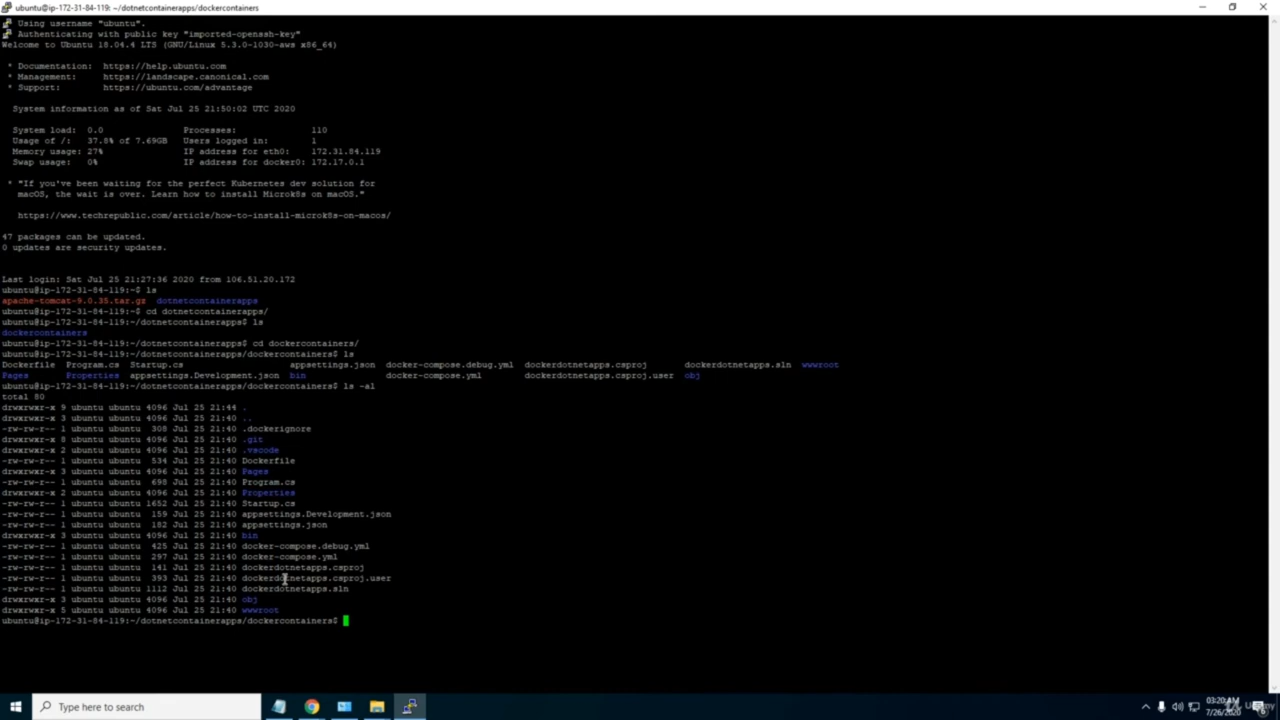 ubuntu@ip-172-31-84-119: ~/dotnetcontainerapps/dockercontainers
Using username "ubuntu".
Authenticating with public key "imported-openssh-key"
Welcome to Ubuntu 18.04.4 LTS (GNU/Linux 5.3.0-1030-aws x86_64)
* Documentation:  https://help.ubuntu.com
* Management:     https://landscape.canonical.com
* Support:        https://ubuntu.com/advantage
System information as of Sat Jul 25 21:50:02 UTC 2020
System load:  0.0               Processes:              110
Usage of /:   37.8% of 7.69GB   Users logged in:        1
Memory usage: 27%               IP address for eth0:    172.31.84.119
Swap usage:   0%                IP address for docker0: 172.17.0.1
* "If you've been waiting for the perfect Kubernetes dev solution for
macOS, the wait is over. Learn how to install Microk8s on macOS."
https://www.techrepublic.com/article/how-to-install-microk8s-on-macos/
47 packages can be updated.
0 updates are security updates.
Last login: Sat Jul 25 21:27:36 2020 from 106.51.20.172
ubuntu@ip-172-31-84-119:~$ ls
apache-tomcat-9.0.35.tar.gz  dotnetcontainerapps
ubuntu@ip-172-31-84-119:~$ cd dotnetcontainerapps/
ubuntu@ip-172-31-84-119:~/dotnetcontainerapps$ ls
dockercontainers
ubuntu@ip-172-31-84-119:~/dotnetcontainerapps$ cd dockercontainers/
ubuntu@ip-172-31-84-119:~/dotnetcontainerapps/dockercontainers$ ls
Dockerfile  Program.cs  Startup.cs  appsettings.json  docker-compose.debug.yml  dockerdotnetapps.csproj  dockerdotnetapps.sln  wwwroot
Pages  Properties  appsettings.Development.json  bin  docker-compose.yml  dockerdotnetapps.csproj.user  obj
ubuntu@ip-172-31-84-119:~/dotnetcontainerapps/dockercontainers$ ls -al
total 80
drwxrwxr-x 9 ubuntu ubuntu 4096 Jul 25 21:44 .
drwxrwxr-x 3 ubuntu ubuntu 4096 Jul 25 21:40 ..
-rw-rw-r-- 1 ubuntu ubuntu  308 Jul 25 21:40 .dockerignore
drwxrwxr-x 8 ubuntu ubuntu 4096 Jul 25 21:40 .git
drwxrwxr-x 2 ubuntu ubuntu 4096 Jul 25 21:40 .vscode
-rw-rw-r-- 1 ubuntu ubuntu  534 Jul 25 21:40 Dockerfile
drwxrwxr-x 3 ubuntu ubuntu 4096 Jul 25 21:40 Pages
-rw-rw-r-- 1 ubuntu ubuntu  698 Jul 25 21:40 Program.cs
drwxrwxr-x 2 ubuntu ubuntu 4096 Jul 25 21:40 Properties
-rw-rw-r-- 1 ubuntu ubuntu 1652 Jul 25 21:40 Startup.cs
-rw-rw-r-- 1 ubuntu ubuntu  159 Jul 25 21:40 appsettings.Development.json
-rw-rw-r-- 1 ubuntu ubuntu  182 Jul 25 21:40 appsettings.json
drwxrwxr-x 3 ubuntu ubuntu 4096 Jul 25 21:40 bin
-rw-rw-r-- 1 ubuntu ubuntu  425 Jul 25 21:40 docker-compose.debug.yml
-rw-rw-r-- 1 ubuntu ubuntu  297 Jul 25 21:40 docker-compose.yml
-rw-rw-r-- 1 ubuntu ubuntu  141 Jul 25 21:40 dockerdotnetapps.csproj
-rw-rw-r-- 1 ubuntu ubuntu  393 Jul 25 21:40 dockerdotnetapps.csproj.user
-rw-rw-r-- 1 ubuntu ubuntu 1112 Jul 25 21:40 dockerdotnetapps.sln
drwxrwxr-x 3 ubuntu ubuntu 4096 Jul 25 21:40 obj
drwxrwxr-x 5 ubuntu ubuntu 4096 Jul 25 21:40 wwwroot
ubuntu@ip-172-31-84-119:~/dotnetcontainerapps/dockercontainers$
Type here to search
03:20 AM
7/26/2020